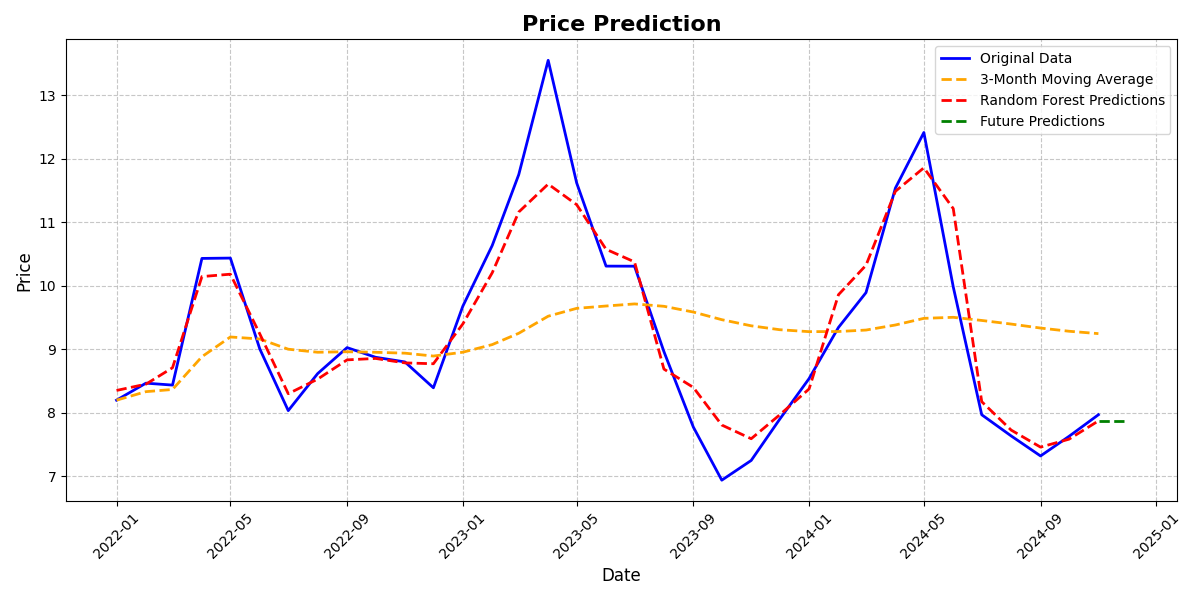 Price Prediction
Original Data
3-Month Moving Average
Random Forest Predictions
Future Predictions
Price
13
12
11
10
9
8
7
2022-01
2022-05
2022-09
2023-01
2023-05
2023-09
2024-01
2024-05
2024-09
2025-01
Date